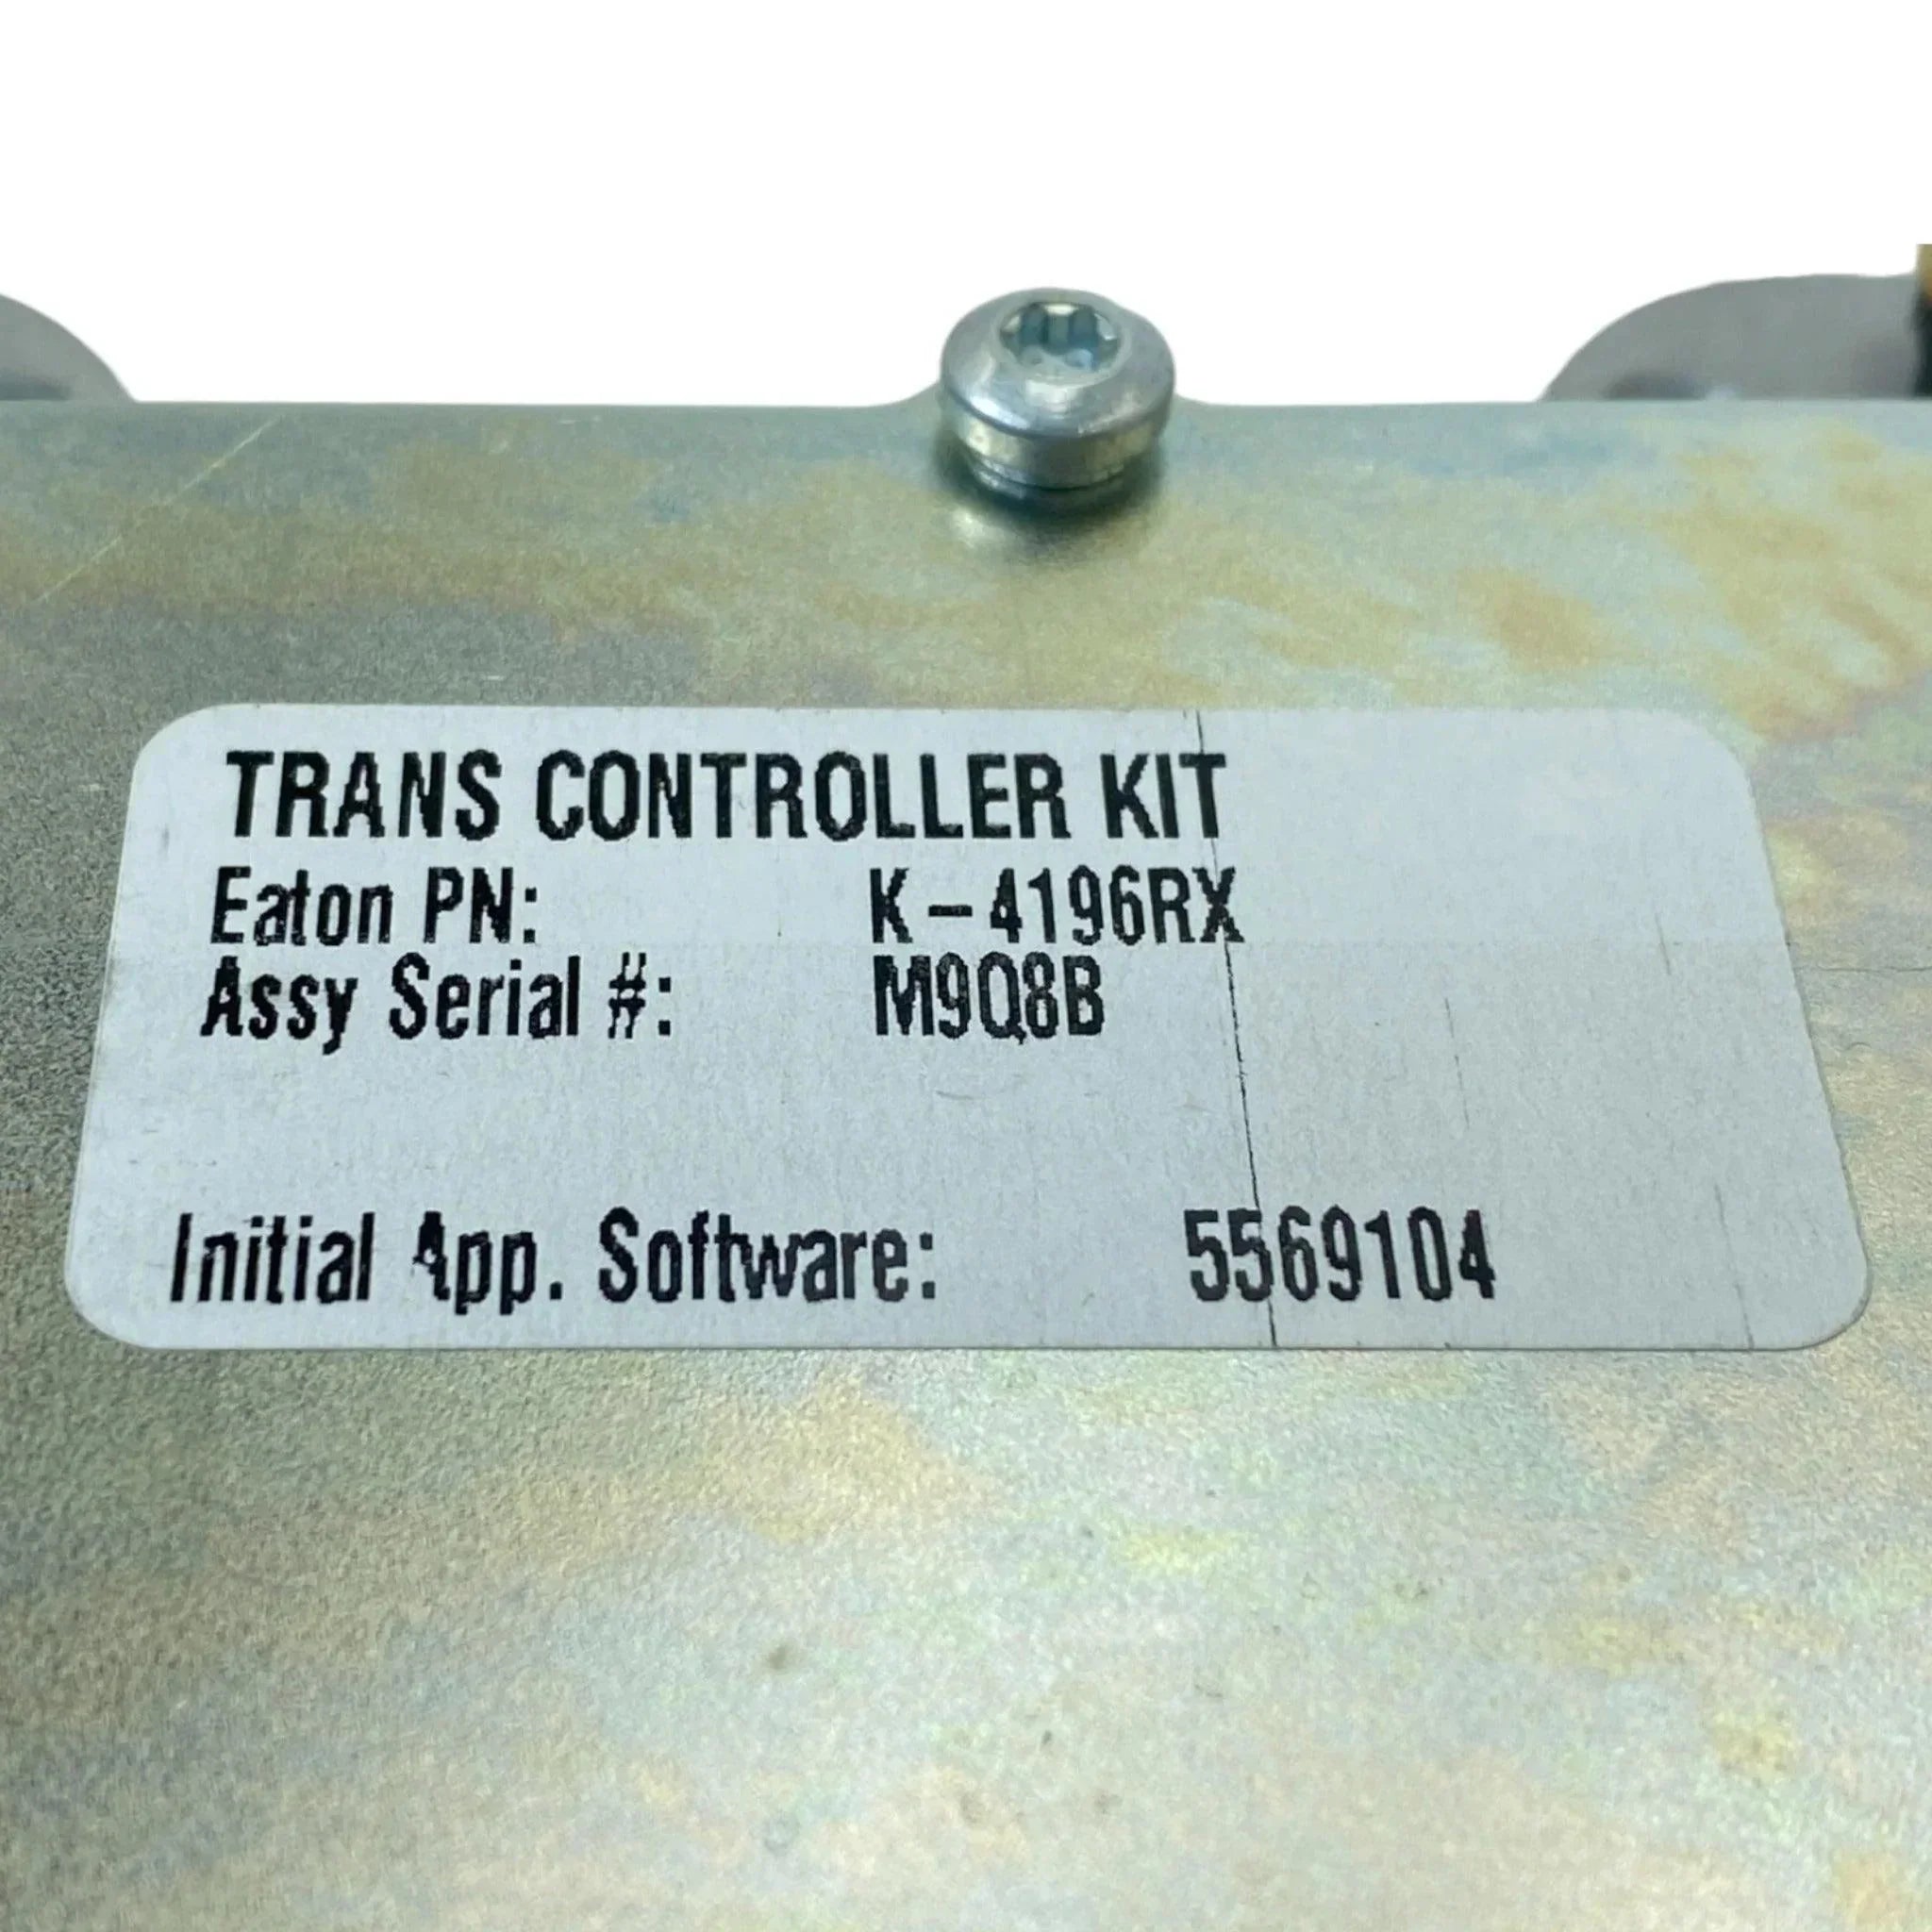 TRANS CONTROLLER KIT
Eaton PN: K-4196RX
Assy Serial #: M9Q8B
Initial App. Software: 5569104